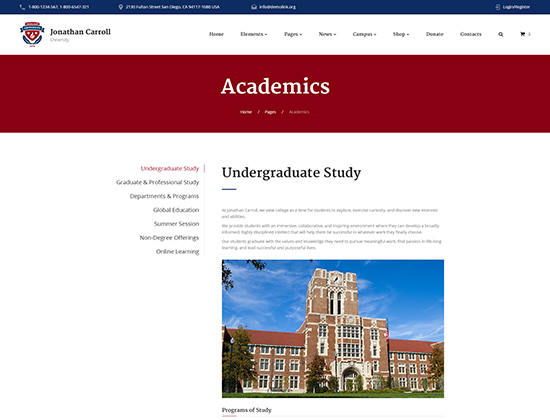 1-800-1234-567, 1-800-6547-321
2130 Fulton Street San Diego, CA 94117-1080 USA
info@demolink.org
Login/Register
Jonathan Carroll
University
Home Elements Pages News Campus Shop Donate Contacts
Academics
Home / Pages / Academics
Undergraduate Study
Graduate & Professional Study
Departments & Programs
Global Education
Summer Session
Non-Degree Offerings
Online Learning
Undergraduate Study
At Jonathan Carroll, we view college as a time for students to explore, exercise curiosity, and discover new interests
and abilities.
We provide students with an immersive, collaborative, and inspiring environment where they can develop a broadly
informed, highly disciplined intellect that will help them be successful in whatever work they finally choose.
Our students graduate with the values and knowledge they need to pursue meaningful work, find passion in life-long
learning, and lead successful and purposeful lives.
Programs of Study